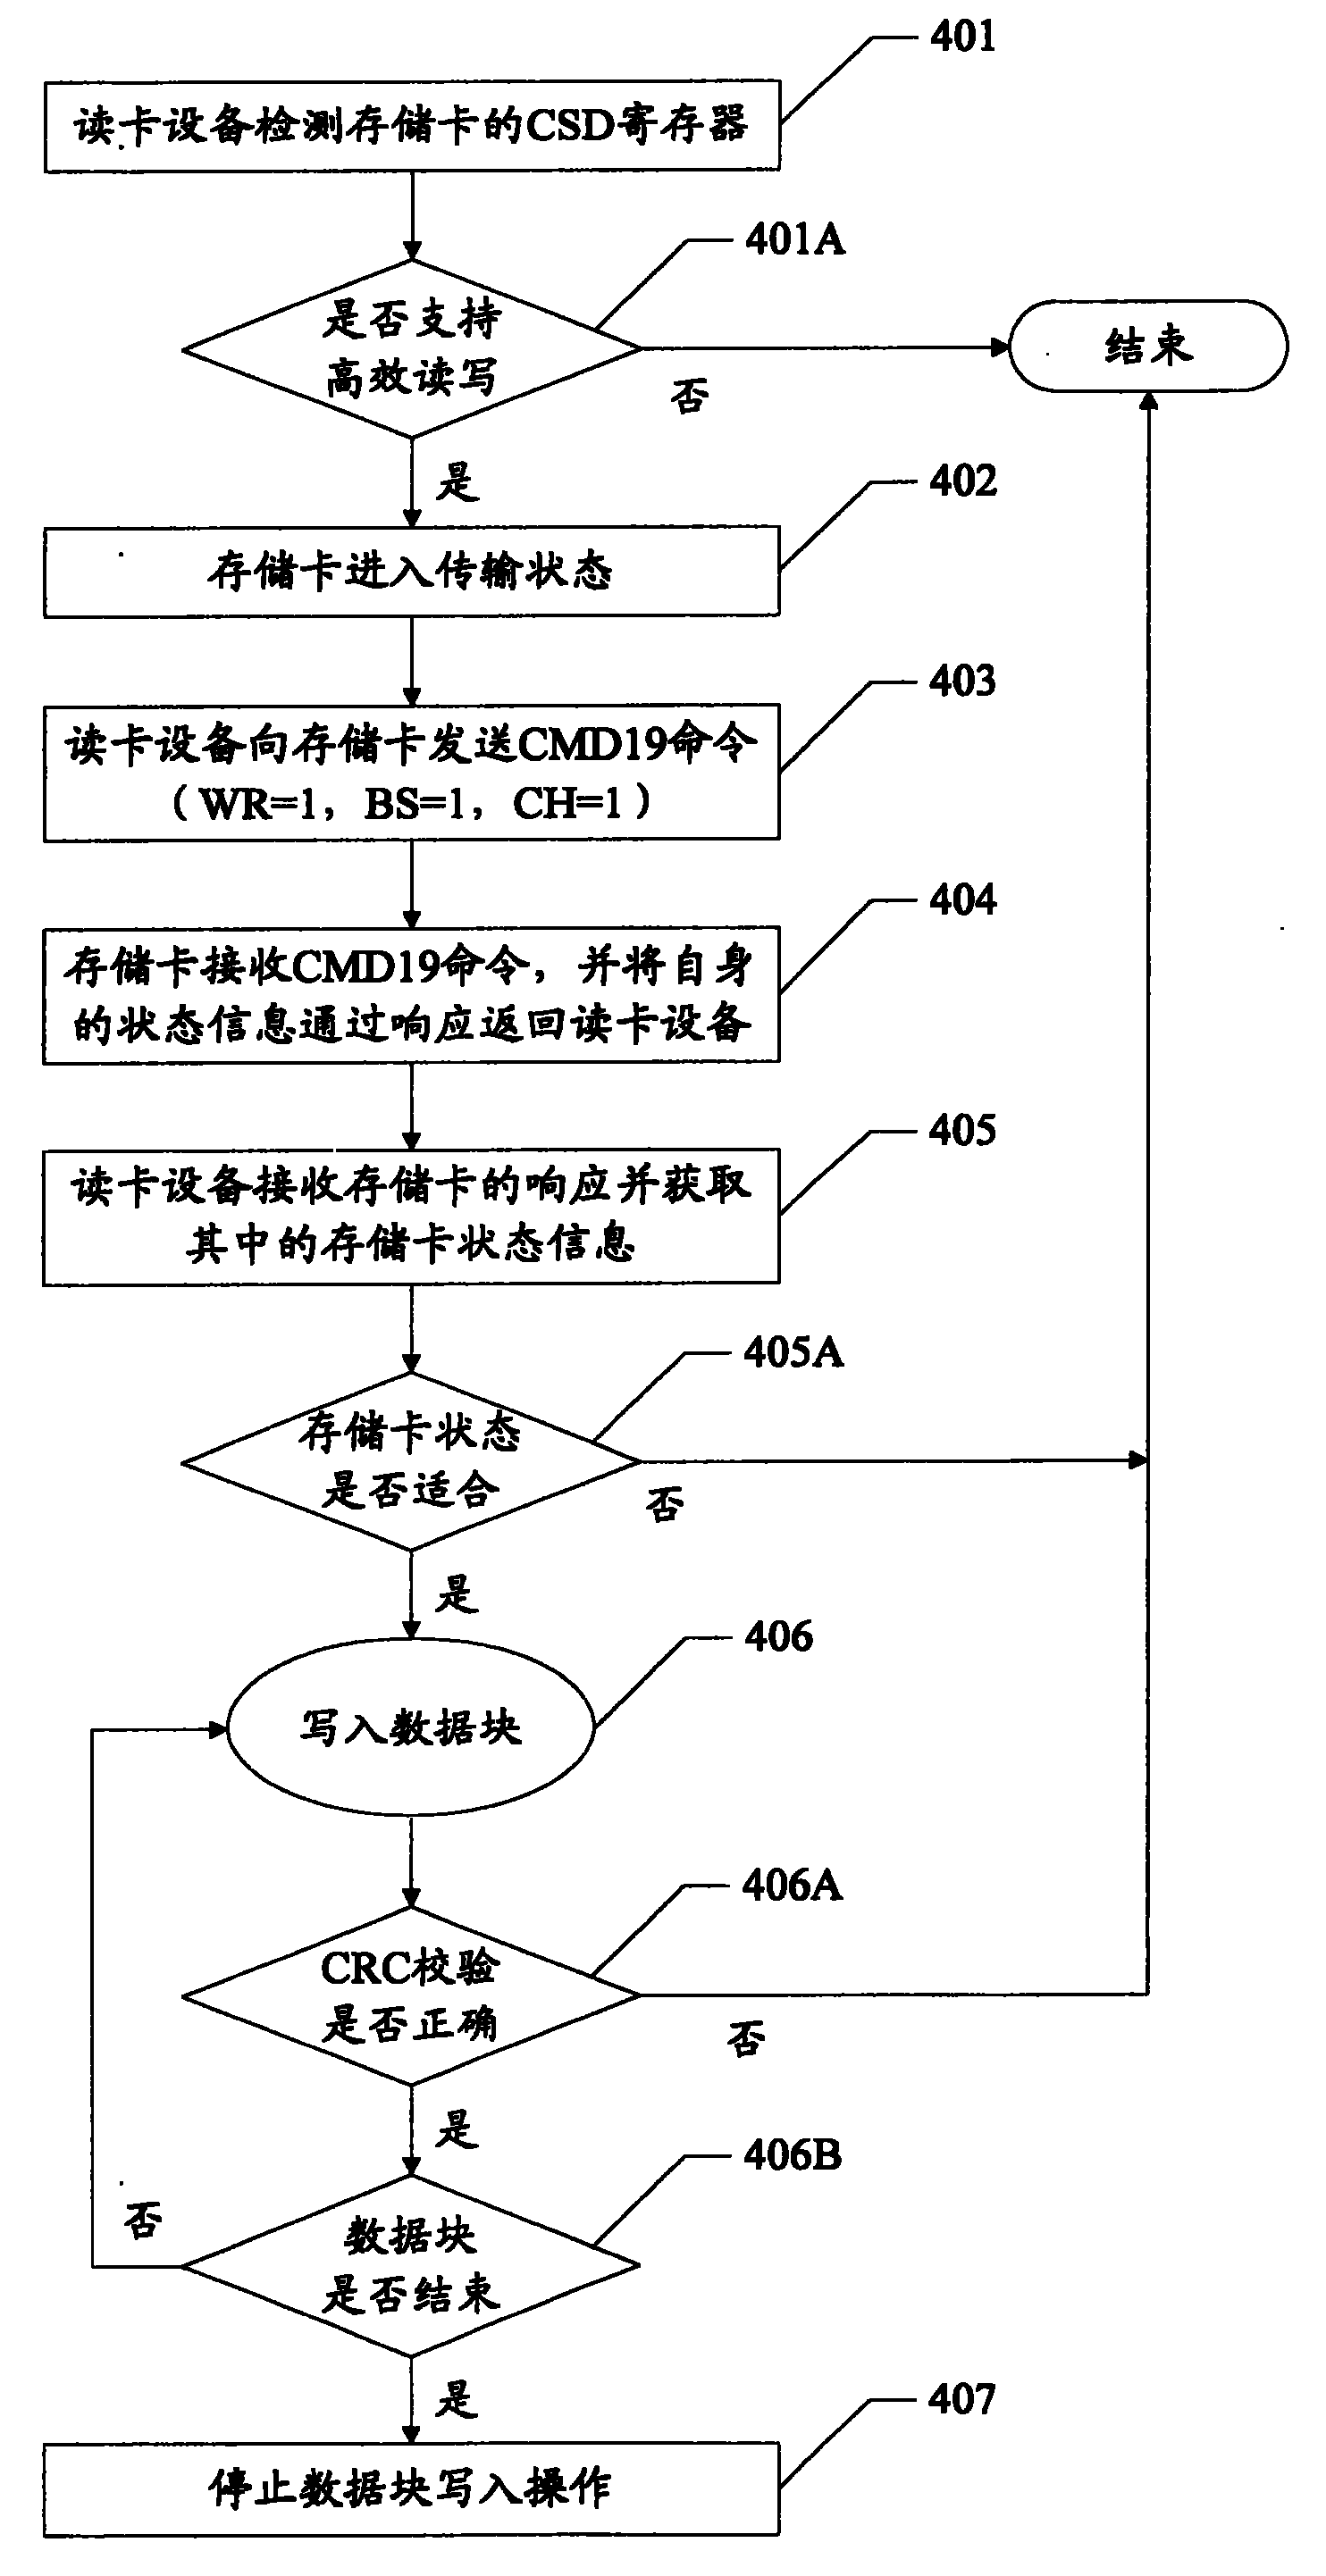 401
读卡设备检测存储卡的CSD寄存器
401A
是否支持
高效读写
结束
否
是
402
存储卡进入传输状态
403
读卡设备向存储卡发送CMD19命令
（WR=1，BS=1，CH=1）
404
存储卡接收CMD19命令，并将自身
的状态信息通过响应返回读卡设备
405
读卡设备接收存储卡的响应并获取
其中的存储卡状态信息
405A
存储卡状态
是否适合
否
是
406
写入数据块
406A
CRC校验
是否正确
否
是
406B
否
数据块
是否结束
是
407
停止数据块写入操作